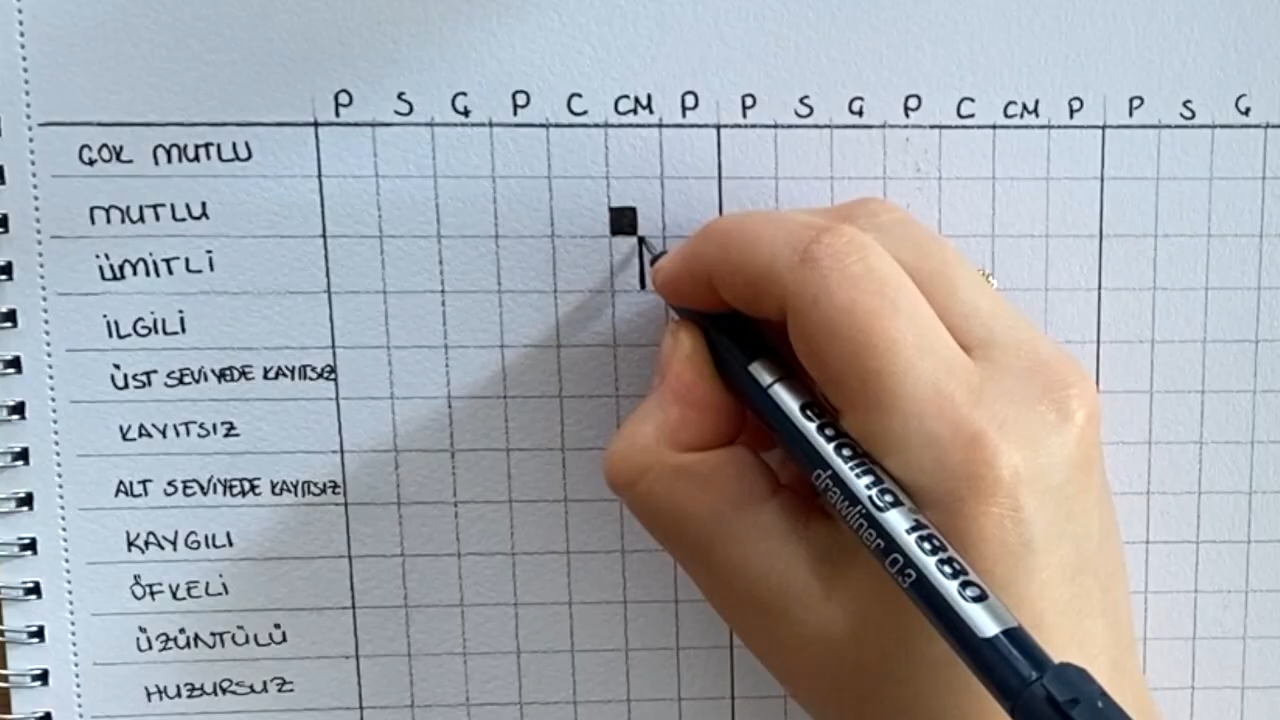 P S Ç P C CM P P S Ç P C CM P P S Ç
ÇOK MUTLU
MUTLU
ÜMİTLİ
İLGİLİ
ÜST SEVİYEDE KAYITSIZ
KAYITSIZ
ALT SEVİYEDE KAYITSIZ
KAYGILI
ÖFKELİ
ÜZÜNTÜLÜ
HUZURSUZ
edding 1880
drawliner 0.3